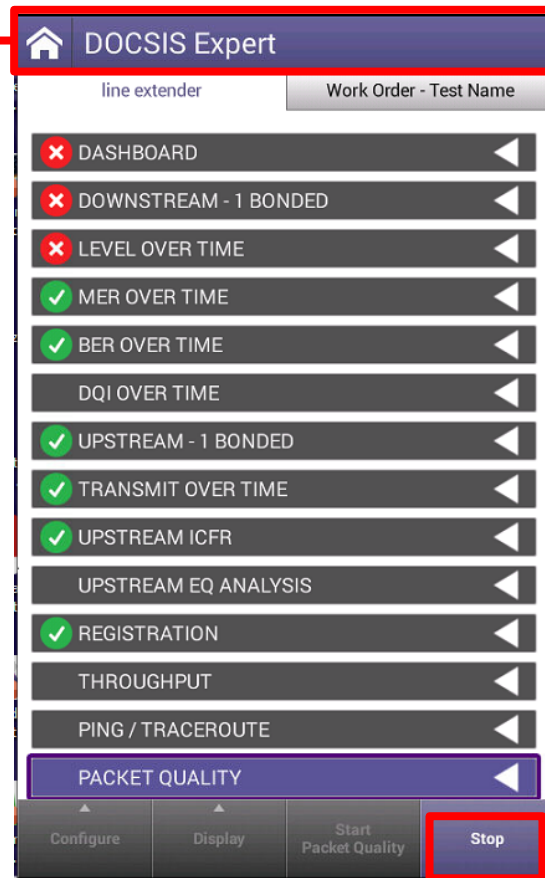 DOCSIS Expert
line extender
Work Order - Test Name
DASHBOARD
DOWNSTREAM - 1 BONDED
LEVEL OVER TIME
MER OVER TIME
BER OVER TIME
DQI OVER TIME
UPSTREAM - 1 BONDED
TRANSMIT OVER TIME
UPSTREAM ICFR
UPSTREAM EQ ANALYSIS
REGISTRATION
THROUGHPUT
PING / TRACEROUTE
PACKET QUALITY
Configure
Display
Start
Packet Quality
Stop